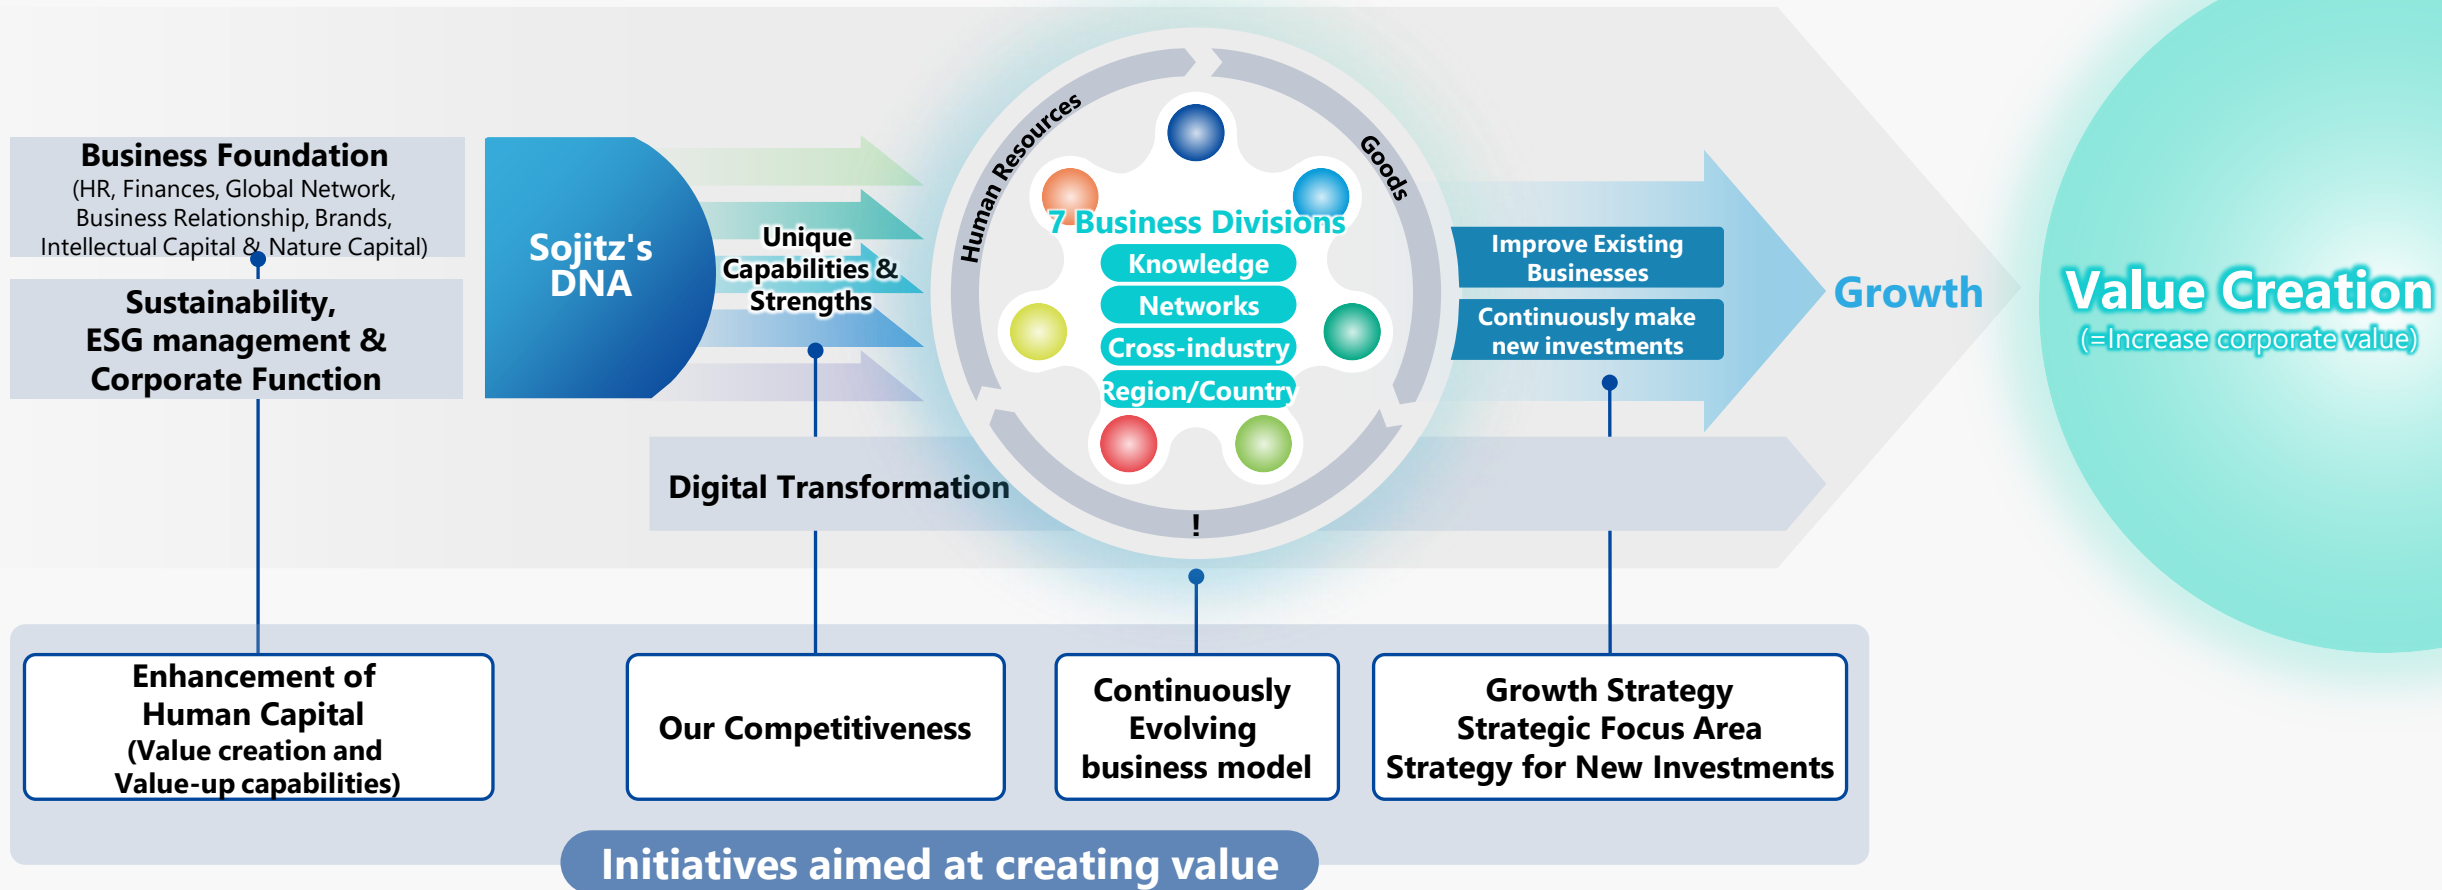 Business Foundation
(HR, Finances, Global Network,
Business Relationship, Brands,
Intellectual Capital & Nature Capital)
Sustainability,
ESG management &
Corporate Function
Sojitz's
DNA
Unique
Capabilities &
Strengths
Digital Transformation
Human Resources
Goods
!
7 Business Divisions
Knowledge
Networks
Cross-industry
Region/Country
Improve Existing
Businesses
Continuously make
new investments
Growth
Value Creation
(=Increase corporate value)
Enhancement of
Human Capital
(Value creation and
Value-up capabilities)
Our Competitiveness
Continuously
Evolving
business model
Growth Strategy
Strategic Focus Area
Strategy for New Investments
Initiatives aimed at creating value